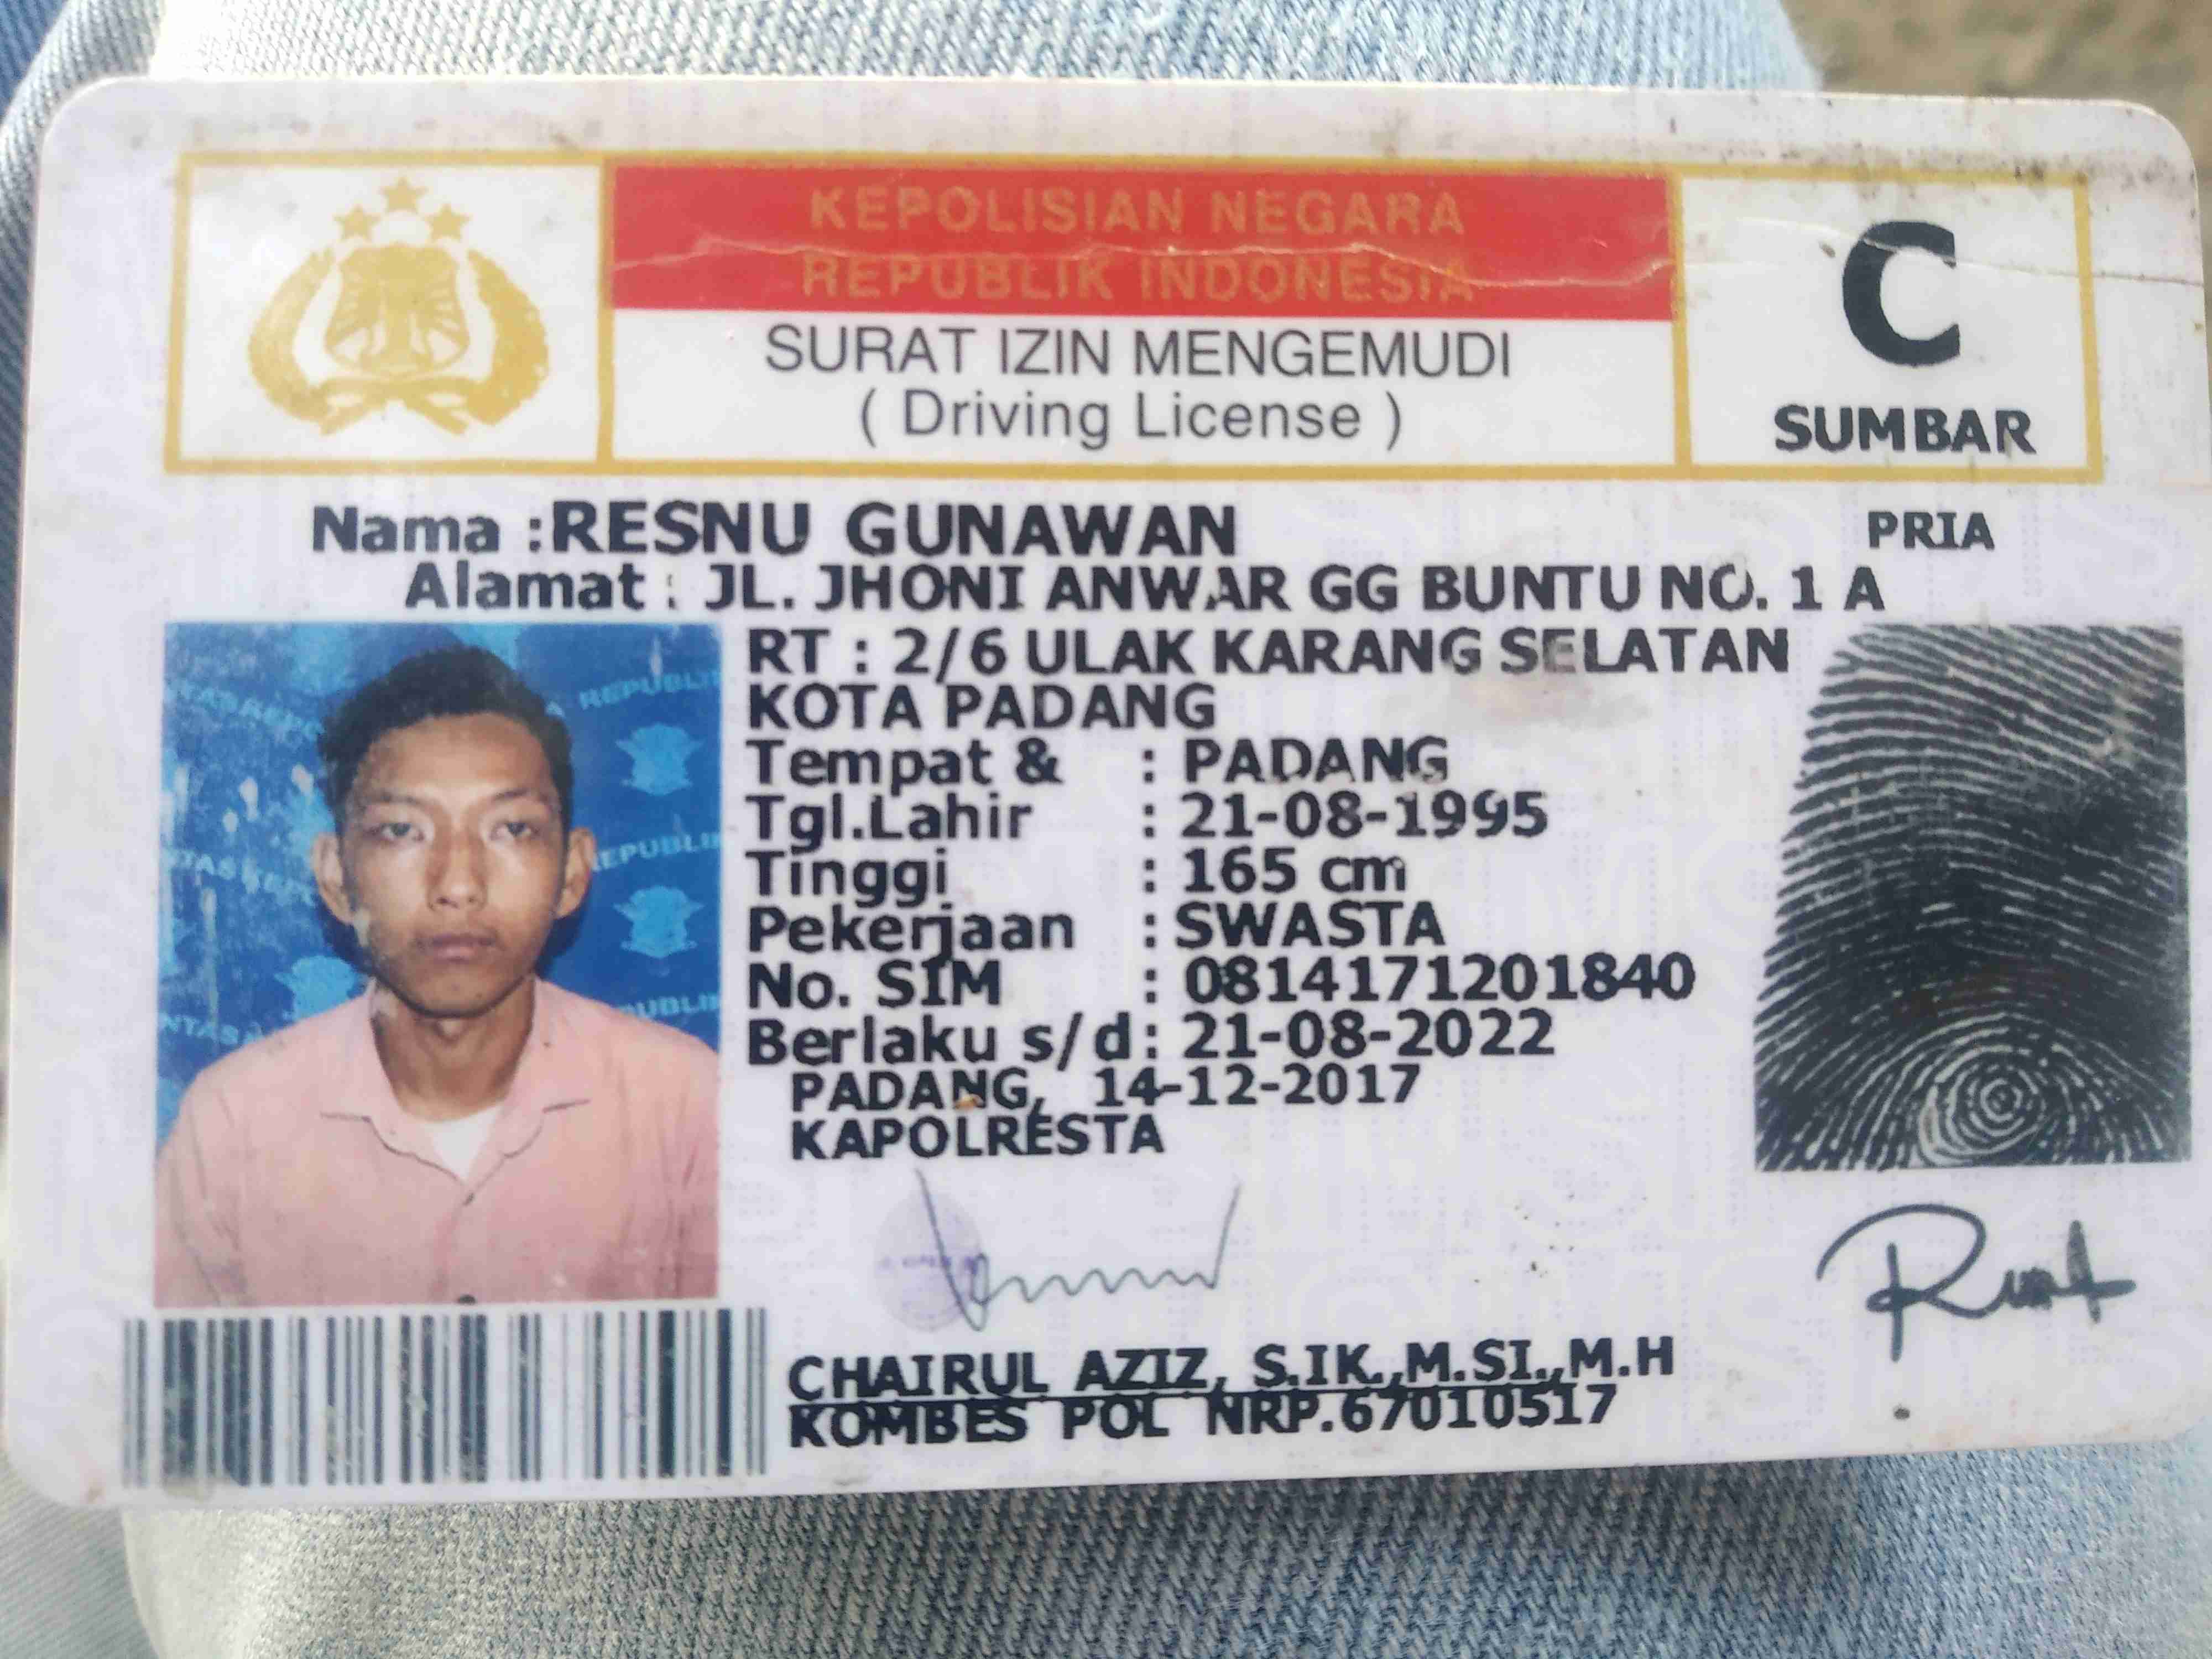 KEPOLISIAN NEGARA
REPUBLIK INDONESIA
SURAT IZIN MENGEMUDI
( Driving License )
C
SUMBAR
Nama :RESNU GUNAWAN
PRIA
Alamat : JL. JHONI ANWAR GG BUNTU NO. 1 A
RT : 2/6 ULAK KARANG SELATAN
KOTA PADANG
Tempat & : PADANG
Tgl.Lahir : 21-08-1995
Tinggi : 165 cm
Pekerjaan : SWASTA
No. SIM : 08141712​01840
Berlaku s/d: 21-08-2022
PADANG, 14-12-2017
KAPOLRESTA
CHAIRUL AZIZ, S.IK.,M.SI.,M.H
KOMBES POL NRP.67010517